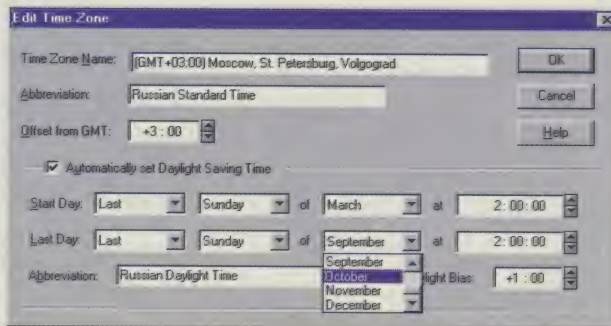 Edit Time Zone
Time Zone Name: (GMT+03:00) Moscow, St. Petersburg, Volgograd OK
Abbreviation: Russian Standard Time Cancel
Offset from GMT: +3 : 00 Help
Automatically set Daylight Saving Time
Start Day: Last Sunday of March at 2: 00: 00
Last Day: Last Sunday of September at 2: 00: 00
September
Abbreviation: Russian Daylight Time October light Bias: +1 : 00
November
December